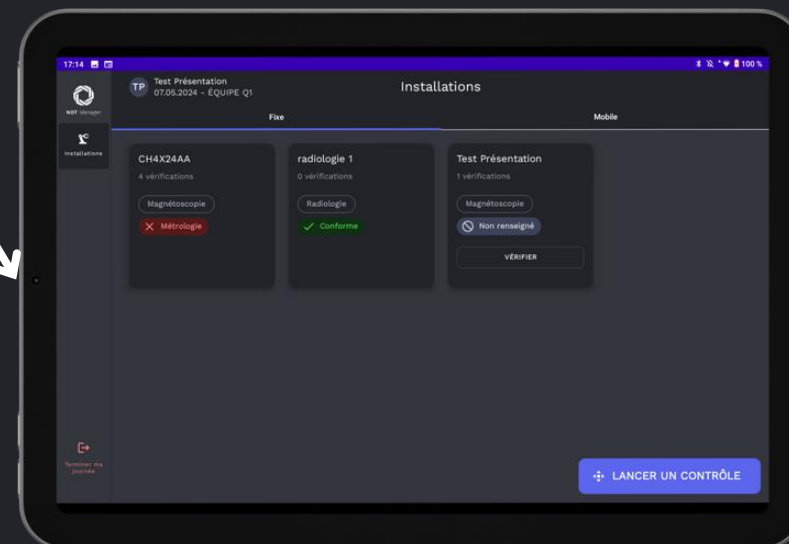 17:14
100 %
NDT Manager
Installations
Terminer ma
journée
TP
Test Présentation
07.05.2024 - ÉQUIPE Q1
Installations
Fixe
Mobile
CH4X24AA
4 vérifications
Magnétoscopie
Métrologie
radiologie 1
0 vérifications
Radiologie
Conforme
Test Présentation
1 vérifications
Magnétoscopie
Non renseigné
VÉRIFIER
LANCER UN CONTRÔLE